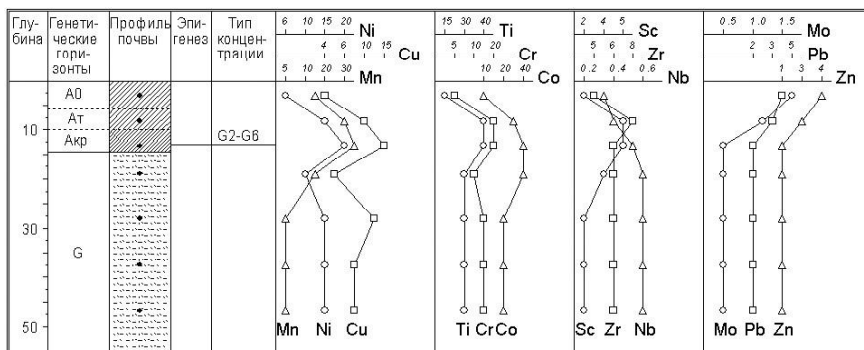 Глу-
бина
Генети-
ческие
гори-
зонты
Профиль
почвы
Эпи-
генез
Тип
концен-
трации
6 10 15 20 Ni
4 6 10 15 Cu
5 10 20 30 Mn
15 30 40 Ti
5 10 20 Cr
10 20 40 Co
2 4 5 Sc
5 6 8 Zr
0.2 0.4 0.6 Nb
0.5 1.0 1.5 Mo
2 3 5 Pb
1 3 4 Zn
А0
Ат
10
Акр
G2-G6
30
G
50
Mn Ni Cu
Ti Cr Co
Sc Zr Nb
Mo Pb Zn